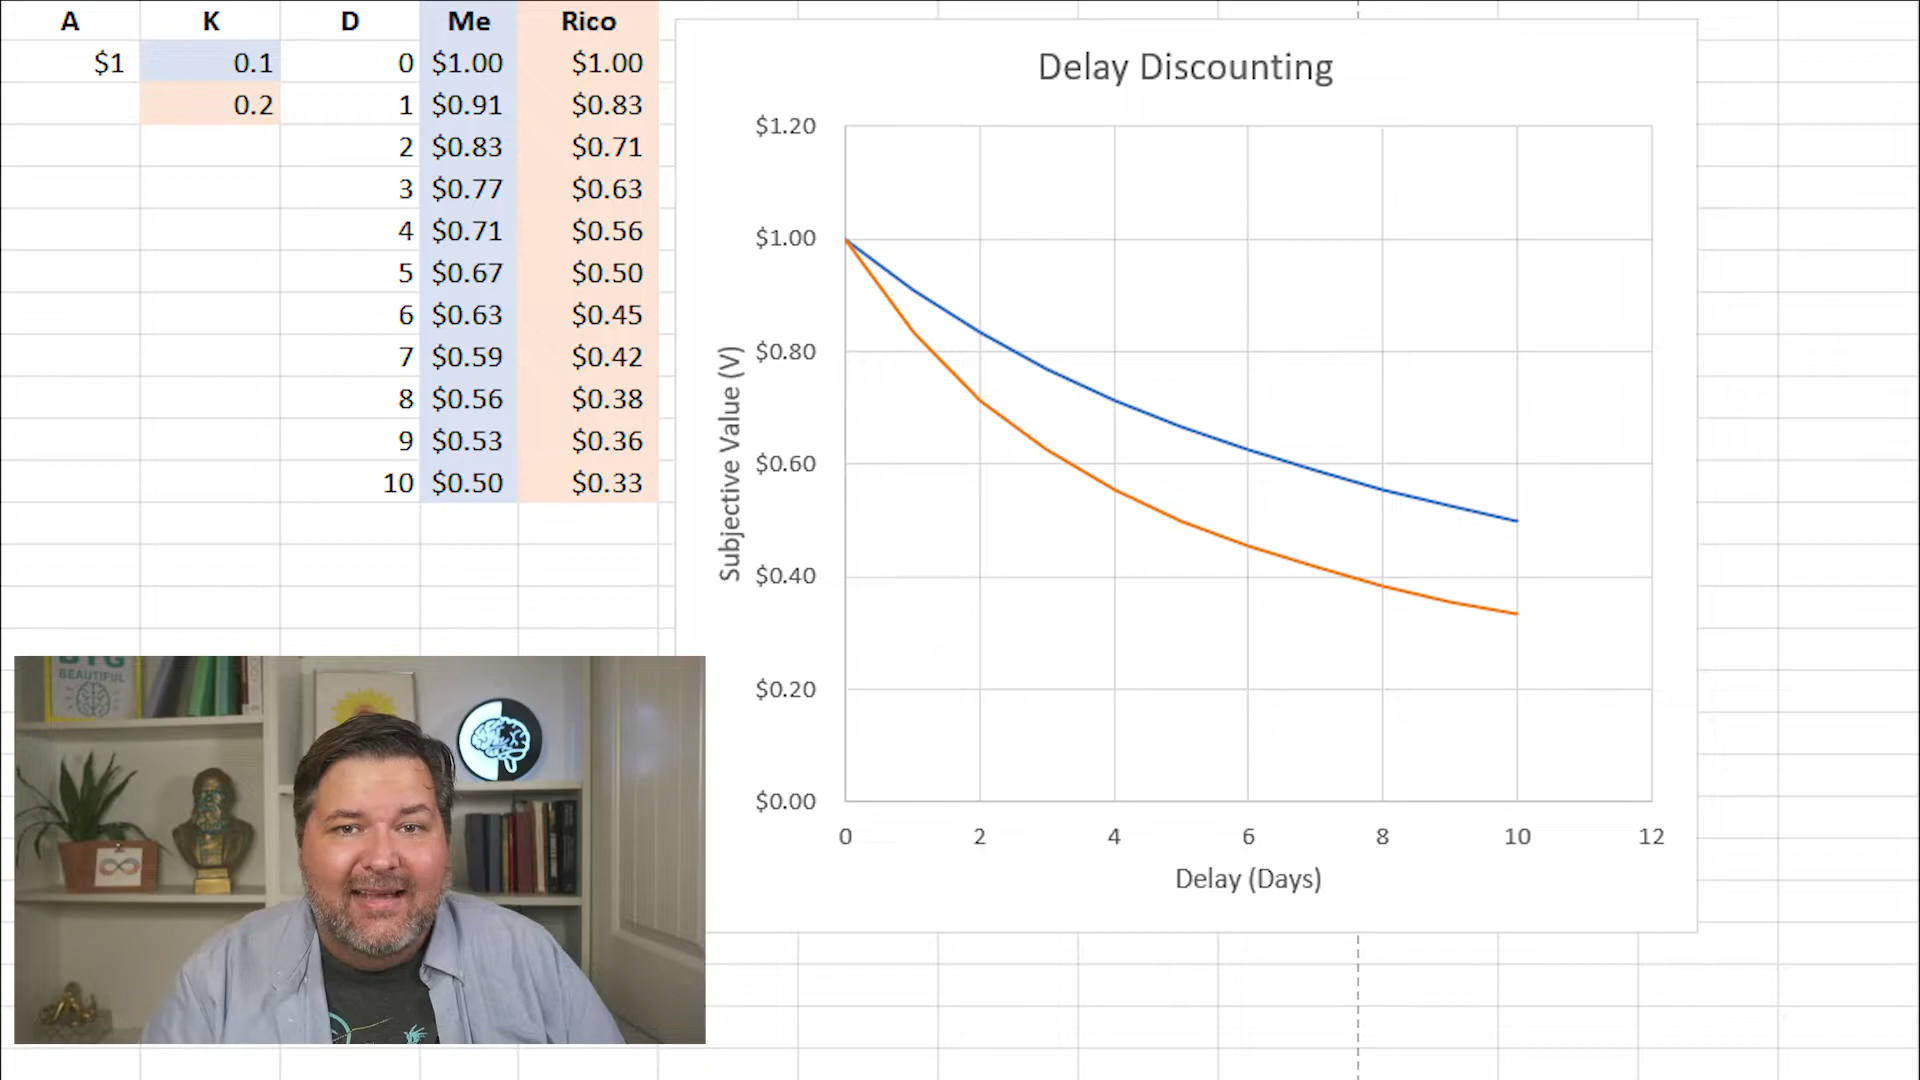 A K D Me Rico
$1 0.1 0 $1.00 $1.00
0.2 1 $0.91 $0.83
2 $0.83 $0.71
3 $0.77 $0.63
4 $0.71 $0.56
5 $0.67 $0.50
6 $0.63 $0.45
7 $0.59 $0.42
8 $0.56 $0.38
9 $0.53 $0.36
10 $0.50 $0.33
Delay Discounting
$1.20
$1.00
$0.80
$0.60
$0.40
$0.20
$0.00
Subjective Value (V)
0 2 4 6 8 10 12
Delay (Days)
BEAUTIFUL